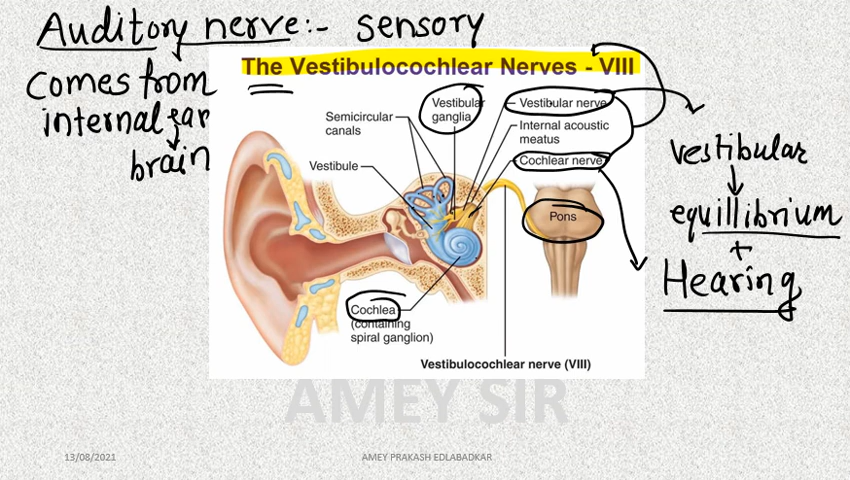 Auditory nerve:- sensory
The Vestibulocochlear Nerves - VIII
comes from
internal ear
brain
Semicircular
canals
Vestibular
ganglia
Vestibular nerve
Internal acoustic
meatus
Vestibule
Cochlear nerve
Pons
Cochlea
(containing
spiral ganglion)
Vestibulocochlear nerve (VIII)
vestibular
equillibrium
+
Hearing
AMEY SIR
13/08/2021
AMEY PRAKASH EDLABADKAR